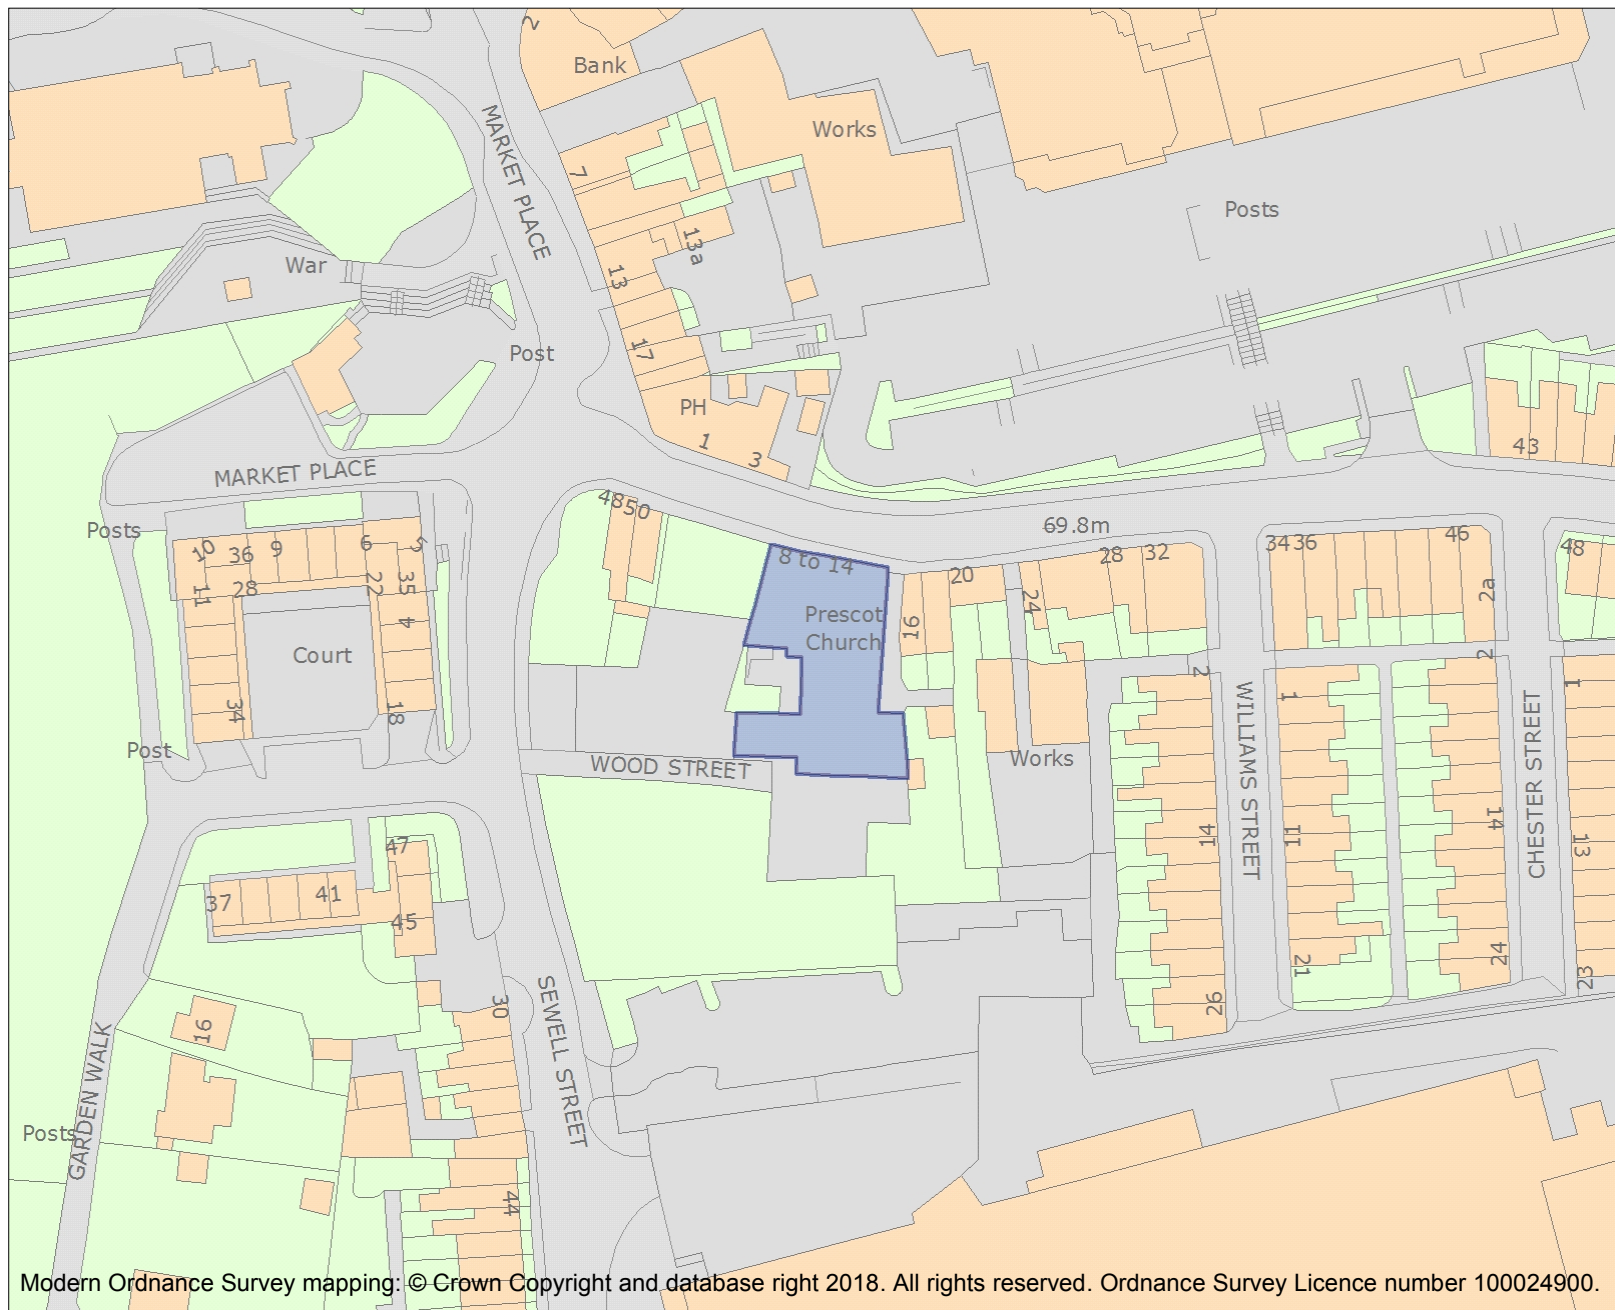 2
Bank
MARKET PLACE
Works
7
13a
Posts
War
13
Post
17
PH
1
3
43
MARKET PLACE
4850
69.8m
Posts
10
36
9
6
5
8 to 14
20
28
32
3436
46
48
11
28
22
35
24
2a
4
Prescot
Church
16
Court
2
2
1
1
34
18
Post
WOOD STREET
Works
WILLIAMS STREET
CHESTER STREET
47
14
11
14
13
37
41
45
21
24
23
30
26
16
SEWELL STREET
GARDEN WALK
Posts
44
Modern Ordnance Survey mapping: © Crown Copyright and database right 2018. All rights reserved. Ordnance Survey Licence number 100024900.